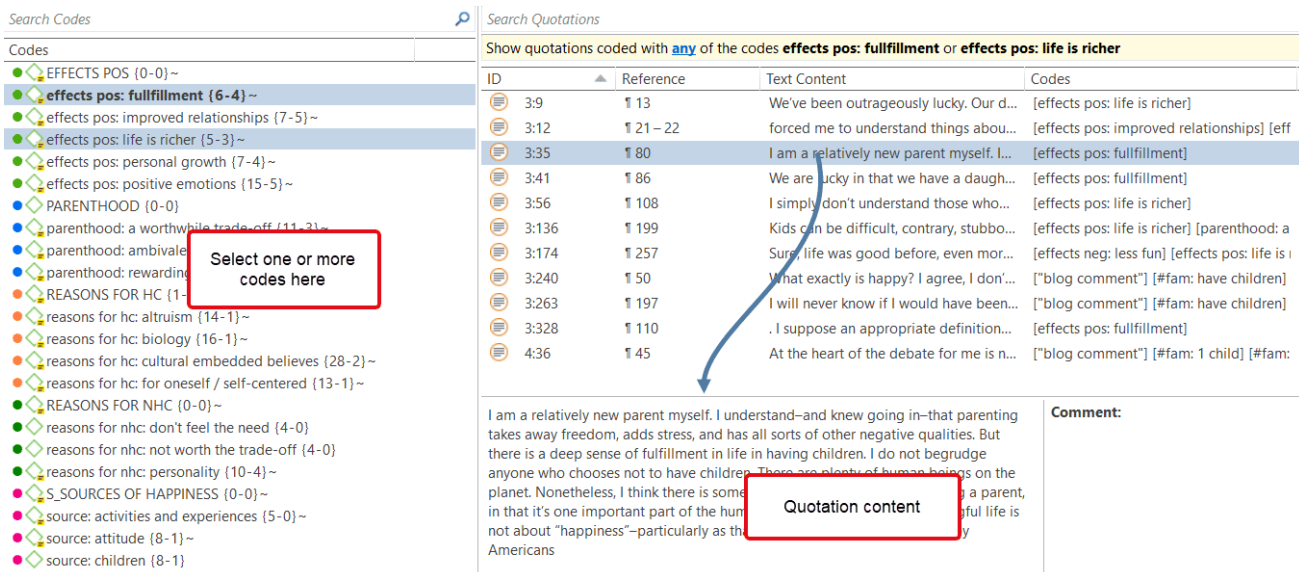 Search Codes
Codes
EFFECTS POS {0-0}~
effects pos: fullfillment {6-4}~
effects pos: improved relationships {7-5}~
effects pos: life is richer {5-3}~
effects pos: personal growth {7-4}~
effects pos: positive emotions {15-5}~
PARENTHOOD {0-0}
parenthood: a worthwhile trade-off {11-3}~
parenthood: ambivale
parenthood: rewarding
REASONS FOR HC {1-
reasons for hc: altruism {14-1}~
reasons for hc: biology {16-1}~
reasons for hc: cultural embedded believes {28-2}~
reasons for hc: for oneself / self-centered {13-1}~
REASONS FOR NHC {0-0}~
reasons for nhc: don't feel the need {4-0}
reasons for nhc: not worth the trade-off {4-0}
reasons for nhc: personality {10-4}~
S_SOURCES OF HAPPINESS {0-0}~
source: activities and experiences {5-0}~
source: attitude {8-1}~
source: children {8-1}
Select one or more
codes here
Search Quotations
Show quotations coded with any of the codes effects pos: fullfillment or effects pos: life is richer
ID Reference Text Content Codes
3:9 ¶ 13 We've been outrageously lucky. Our d... [effects pos: life is richer]
3:12 ¶ 21 – 22 forced me to understand things abou... [effects pos: improved relationships] [eff
3:35 ¶ 80 I am a relatively new parent myself. I... [effects pos: fullfillment]
3:41 ¶ 86 We are lucky in that we have a daugh... [effects pos: fullfillment]
3:56 ¶ 108 I simply don't understand those who... [effects pos: life is richer]
3:136 ¶ 199 Kids can be difficult, contrary, stubbo... [effects pos: life is richer] [parenthood: a
3:174 ¶ 257 Sure, life was good before, even mor... [effects neg: less fun] [effects pos: life is ri
3:240 ¶ 50 What exactly is happy? I agree, I don'... ["blog comment"] [#fam: have children]
3:263 ¶ 197 I will never know if I would have been... ["blog comment"] [#fam: have children]
3:328 ¶ 110 . I suppose an appropriate definition... [effects pos: fullfillment]
4:36 ¶ 45 At the heart of the debate for me is n... ["blog comment"] [#fam: 1 child] [#fam:
I am a relatively new parent myself. I understand–and knew going in–that parenting
takes away freedom, adds stress, and has all sorts of other negative qualities. But
there is a deep sense of fulfillment in life in having children. I do not begrudge
anyone who chooses not to have children. There are plenty of human beings on the
planet. Nonetheless, I think there is some g a parent,
in that it's one important part of the hum gful life is
not about "happiness"–particularly as tha y
Americans
Quotation content
Comment: